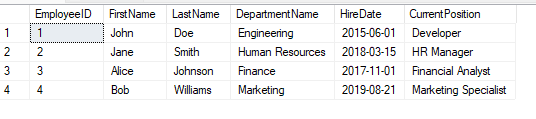 EmployeeID FirstName LastName DepartmentName HireDate CurrentPosition
1 1 John Doe Engineering 2015-06-01 Developer
2 2 Jane Smith Human Resources 2018-03-15 HR Manager
3 3 Alice Johnson Finance 2017-11-01 Financial Analyst
4 4 Bob Williams Marketing 2019-08-21 Marketing Specialist